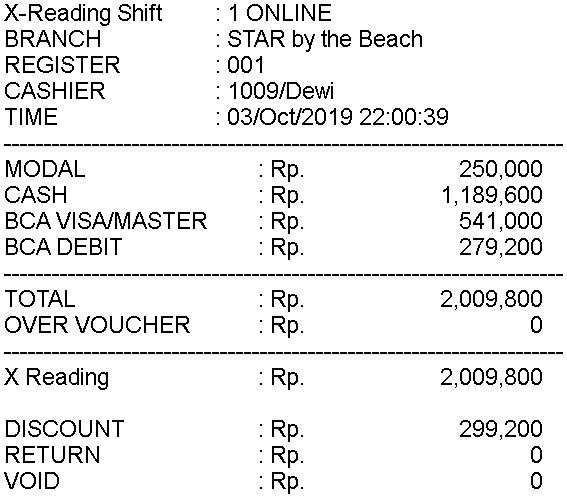 X-Reading Shift : 1 ONLINE
BRANCH : STAR by the Beach
REGISTER : 001
CASHIER : 1009/Dewi
TIME : 03/Oct/2019 22:00:39
--------------------------------------------------------------------------------
MODAL : Rp. 250,000
CASH : Rp. 1,189,600
BCA VISA/MASTER : Rp. 541,000
BCA DEBIT : Rp. 279,200
--------------------------------------------------------------------------------
TOTAL : Rp. 2,009,800
OVER VOUCHER : Rp. 0
--------------------------------------------------------------------------------
X Reading : Rp. 2,009,800
DISCOUNT : Rp. 299,200
RETURN : Rp. 0
VOID : Rp. 0